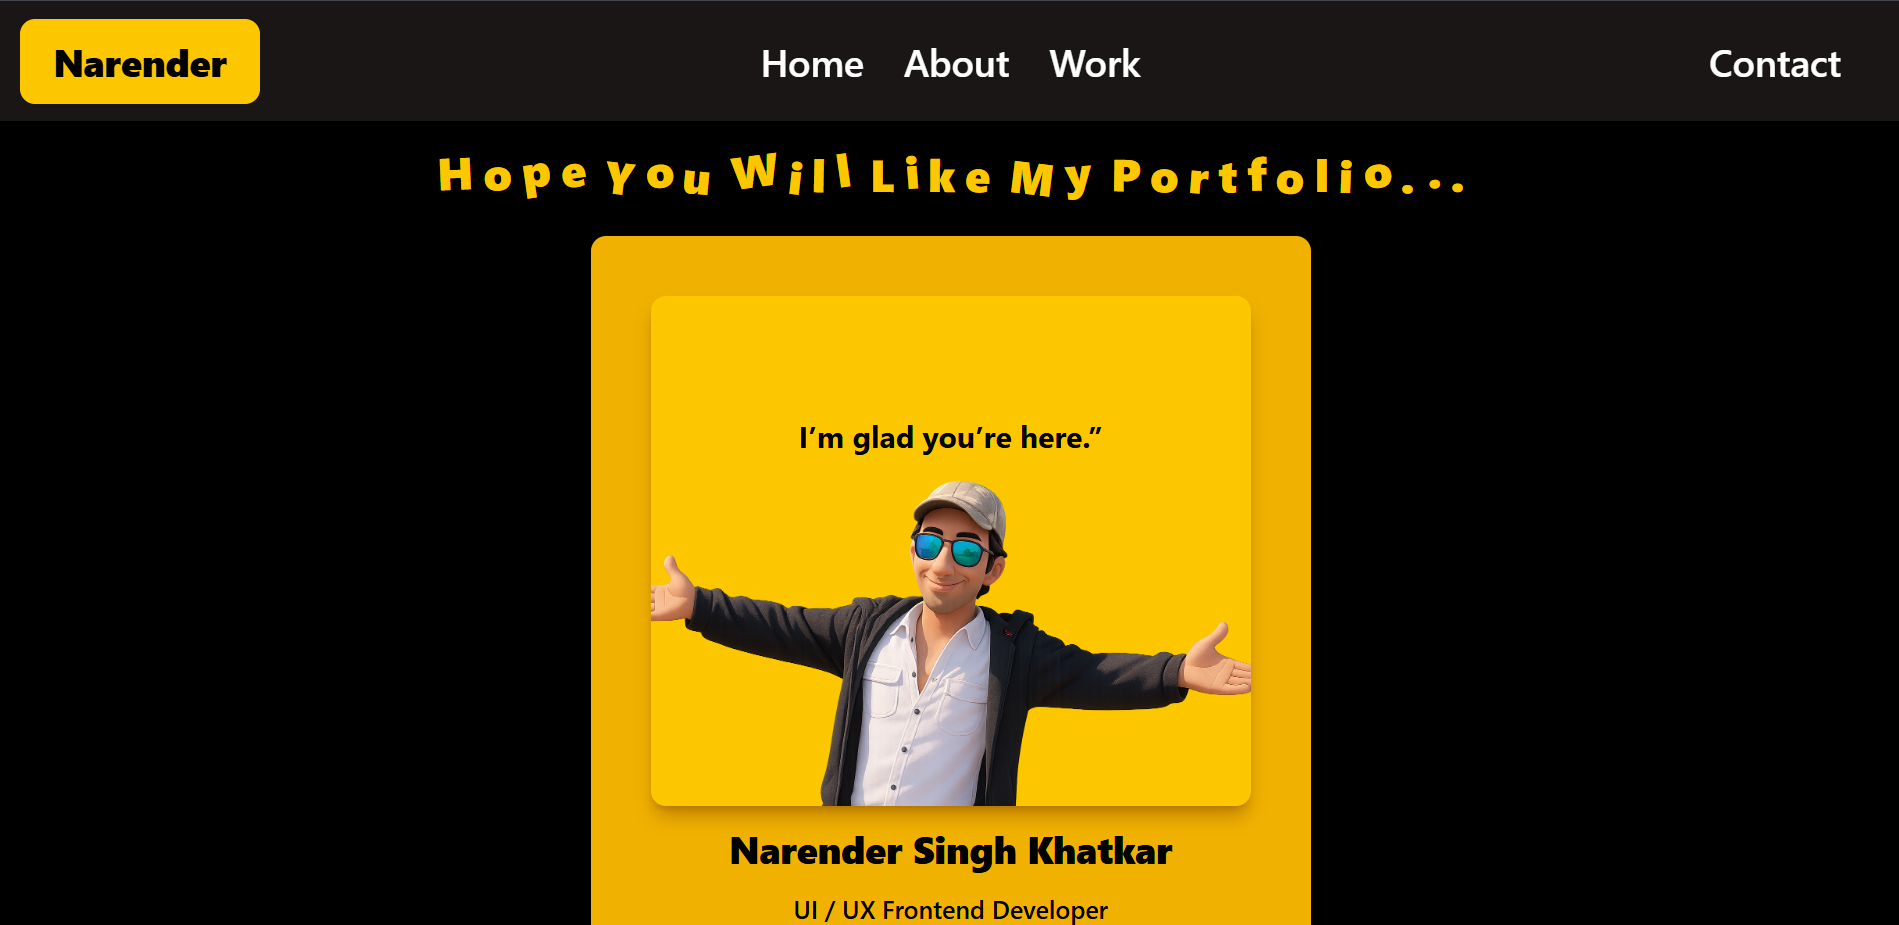 Narender
Home About Work
Contact
Hope You Will Like My Portfolio...
I’m glad you’re here.”
Narender Singh Khatkar
UI / UX Frontend Developer